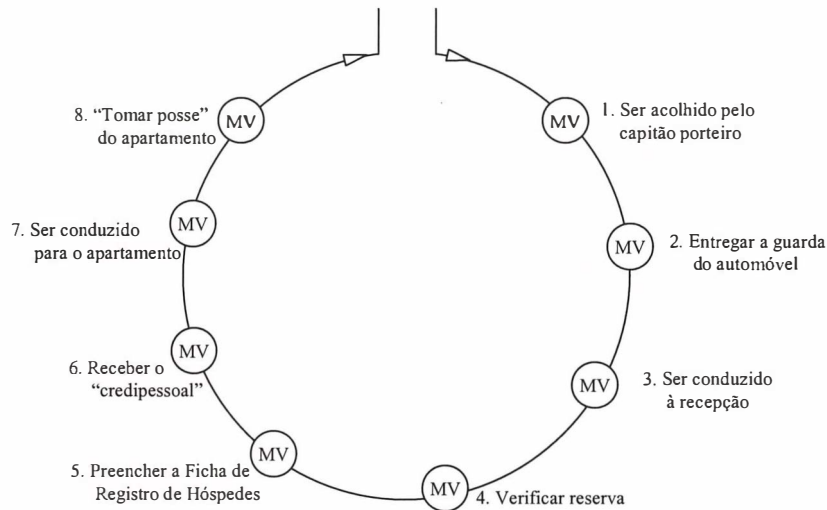 MV
1. Ser acolhido pelo
capitão porteiro
MV
2. Entregar a guarda
do automóvel
MV
3. Ser conduzido
à recepção
MV
4. Verificar reserva
MV
5. Preencher a Ficha de
Registro de Hóspedes
MV
6. Receber o
“credipessoal”
MV
7. Ser conduzido
para o apartamento
MV
8. “Tomar posse”
do apartamento